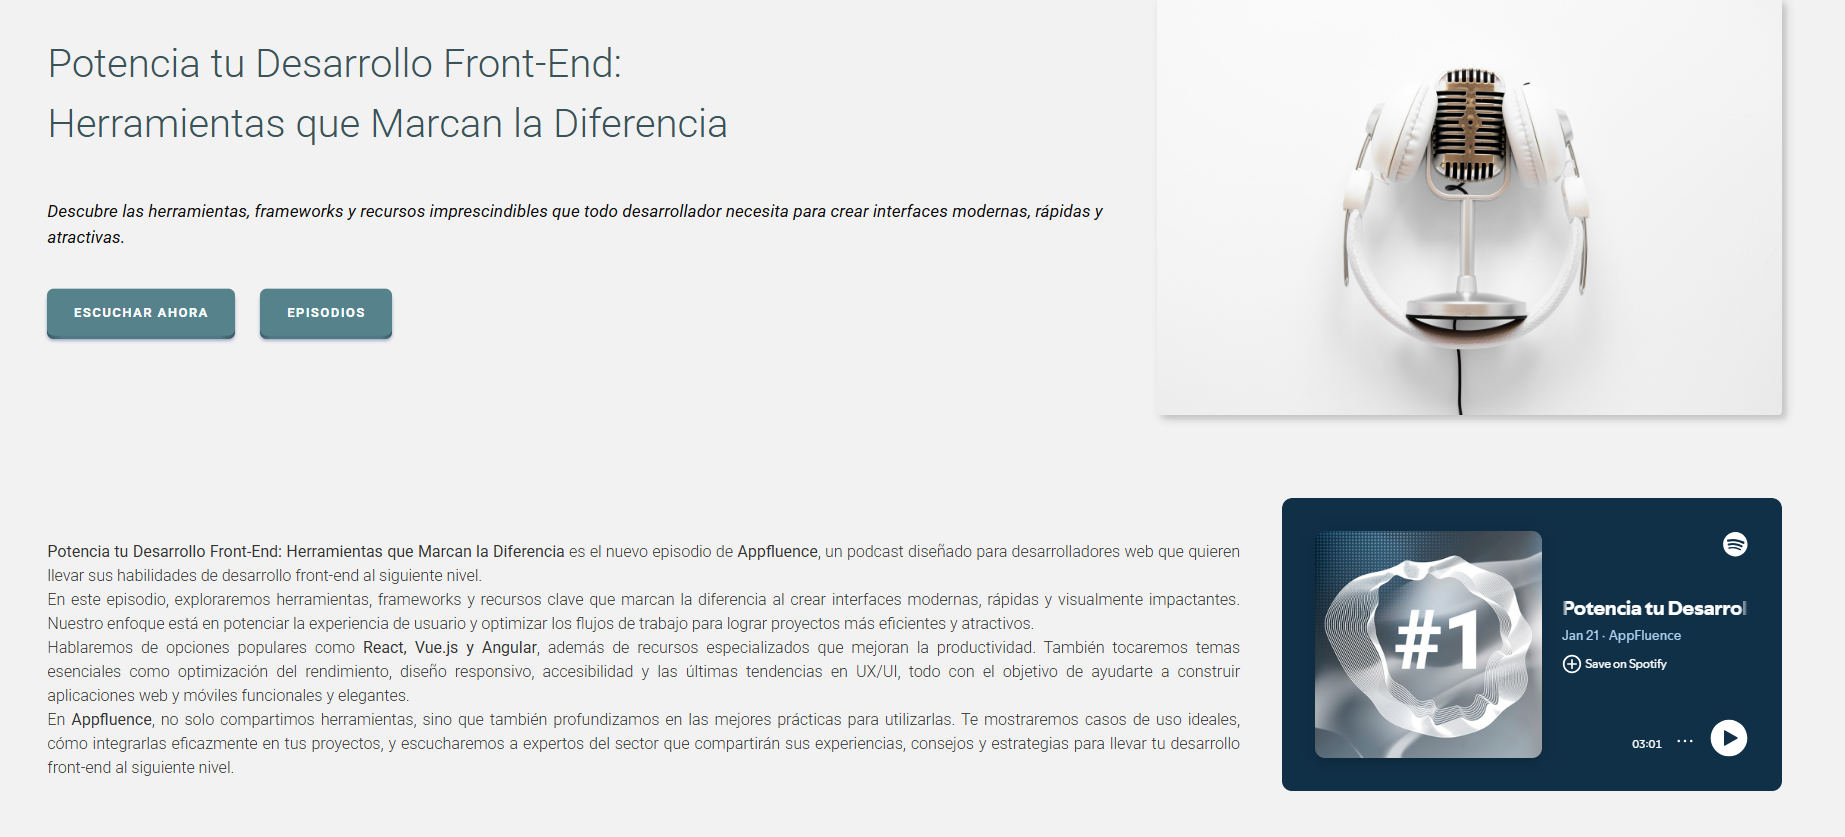 Potencia tu Desarrollo Front-End:
Herramientas que Marcan la Diferencia
Descubre las herramientas, frameworks y recursos imprescindibles que todo desarrollador necesita para crear interfaces modernas, rápidas y
atractivas.
ESCUCHAR AHORA
EPISODIOS
Potencia tu Desarrollo Front-End: Herramientas que Marcan la Diferencia es el nuevo episodio de Appfluence, un podcast diseñado para desarrolladores web que quieren
llevar sus habilidades de desarrollo front-end al siguiente nivel.
En este episodio, exploraremos herramientas, frameworks y recursos clave que marcan la diferencia al crear interfaces modernas, rápidas y visualmente impactantes.
Nuestro enfoque está en potenciar la experiencia de usuario y optimizar los flujos de trabajo para lograr proyectos más eficientes y atractivos.
Hablaremos de opciones populares como React, Vue.js y Angular, además de recursos especializados que mejoran la productividad. También tocaremos temas
esenciales como optimización del rendimiento, diseño responsivo, accesibilidad y las últimas tendencias en UX/UI, todo con el objetivo de ayudarte a construir
aplicaciones web y móviles funcionales y elegantes.
En Appfluence, no solo compartimos herramientas, sino que también profundizamos en las mejores prácticas para utilizarlas. Te mostraremos casos de uso ideales,
cómo integrarlas eficazmente en tus proyectos, y escucharemos a expertos del sector que compartirán sus experiencias, consejos y estrategias para llevar tu desarrollo
front-end al siguiente nivel.
#1
Potencia tu Desarrol
Jan 21 · AppFluence
Save on Spotify
03:01